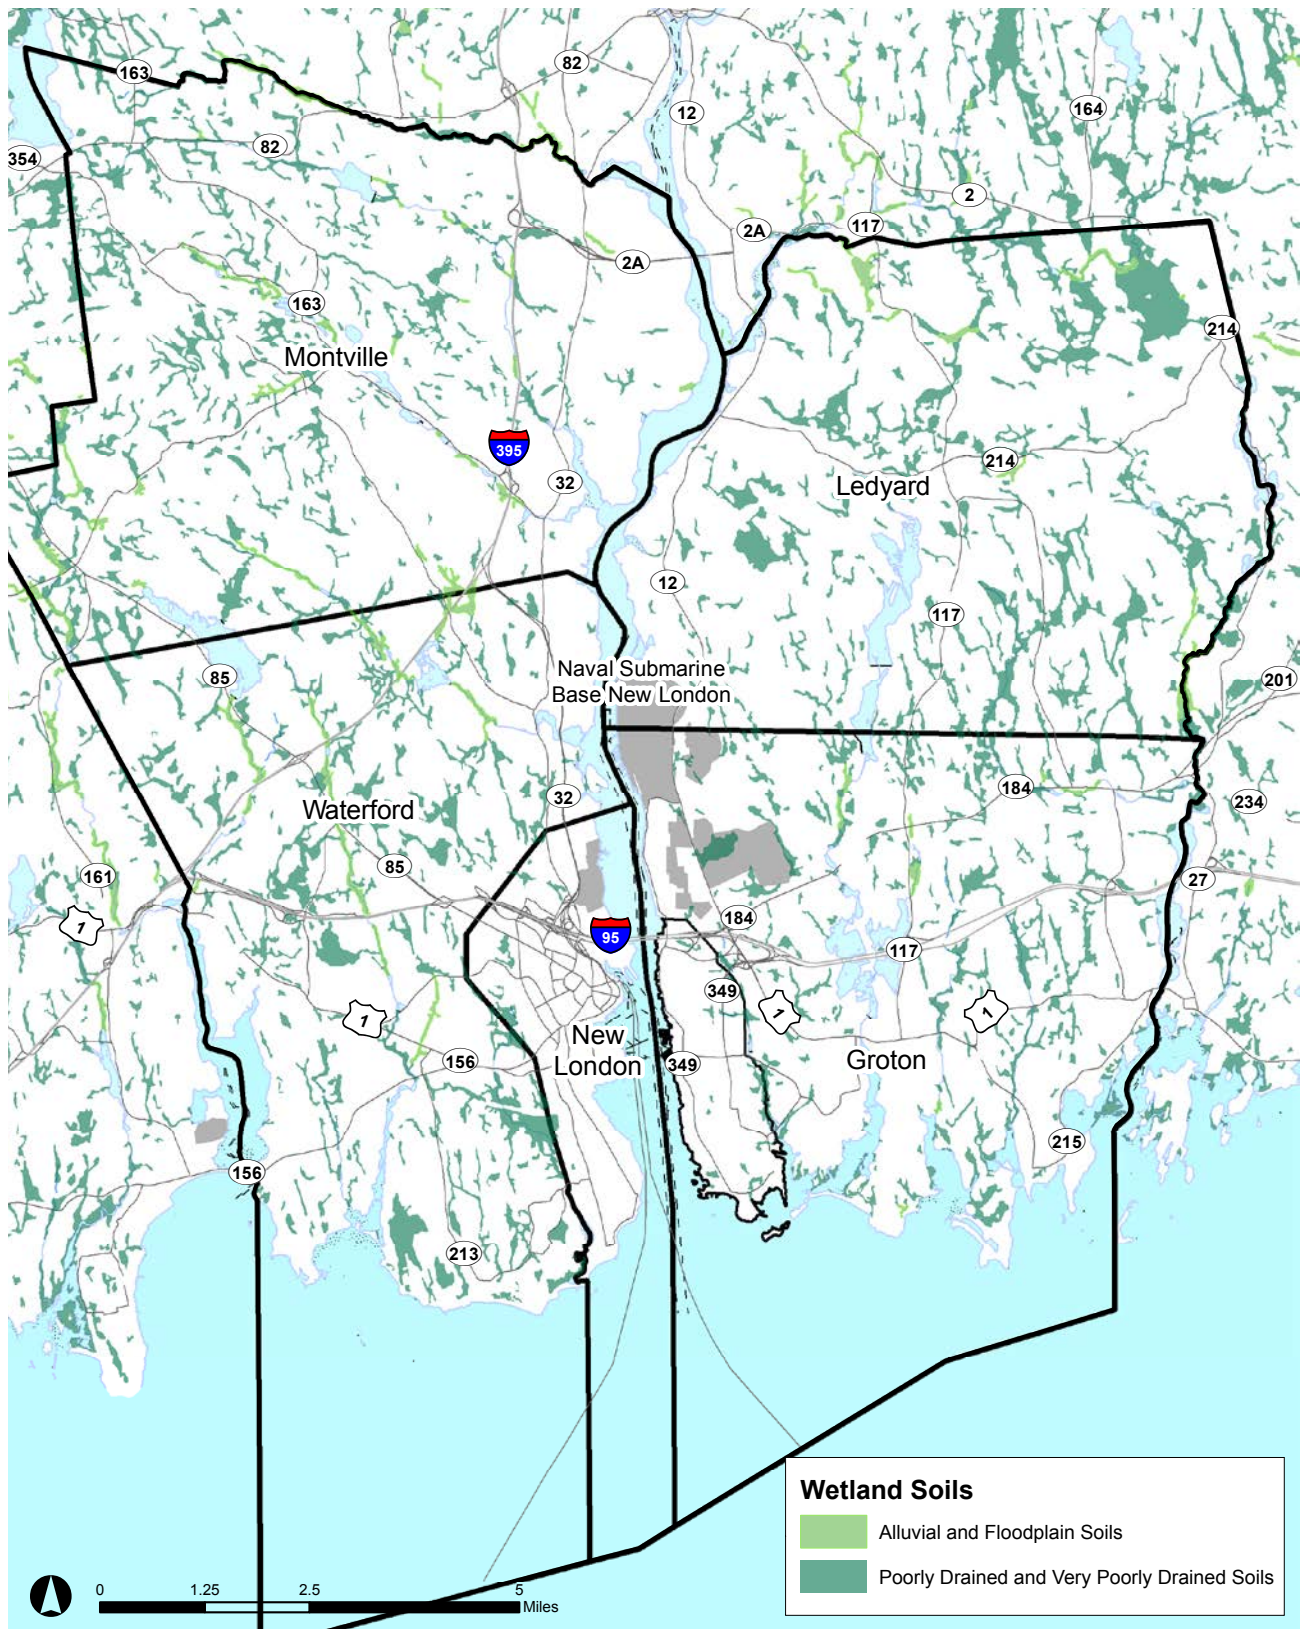 163
82
12
164
354
82
2
117
2A
2A
163
214
Montville
395
32
214
Ledyard
12
117
Naval Submarine
Base New London
85
201
32
184
234
Waterford
85
161
27
1
184
95
117
349
1
1
1
New
London
156
349
Groton
215
156
213
Wetland Soils
Alluvial and Floodplain Soils
Poorly Drained and Very Poorly Drained Soils
0 1.25 2.5 5
Miles